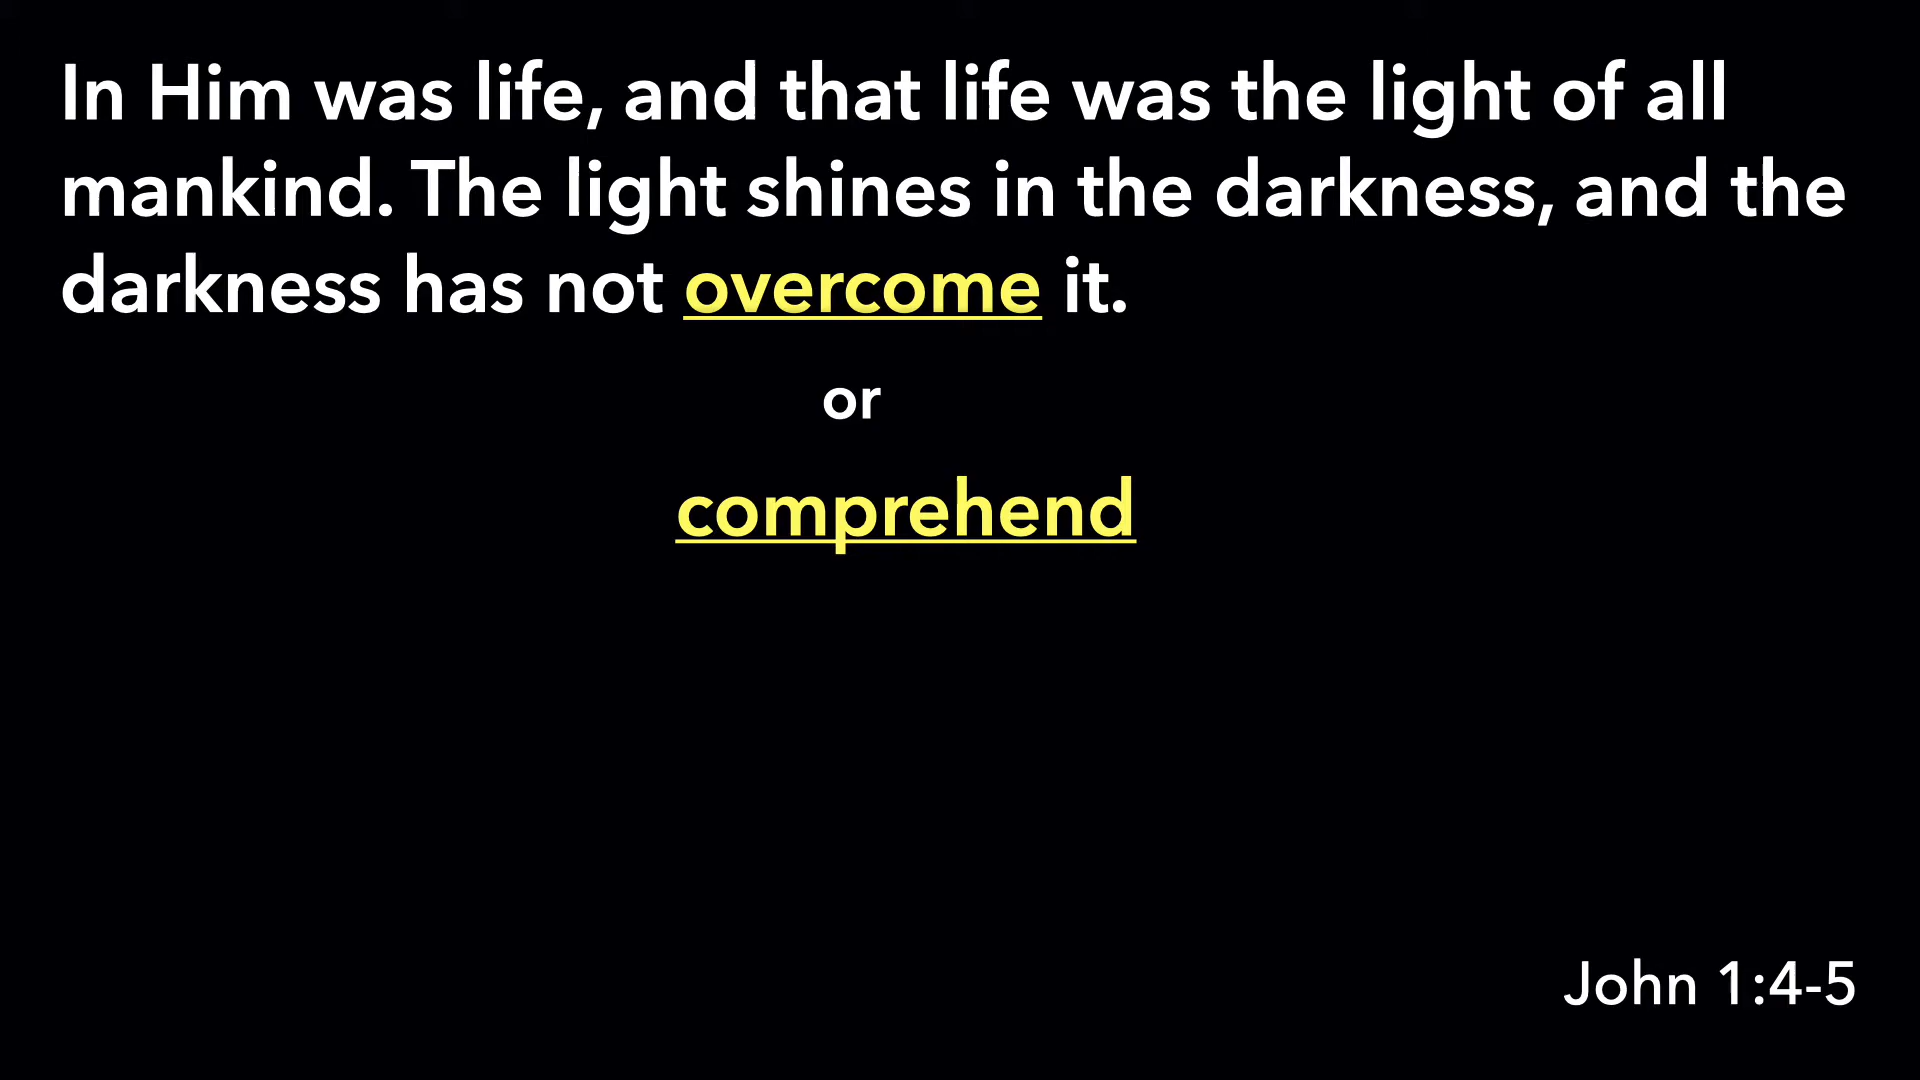 In Him was life, and that life was the light of all
mankind. The light shines in the darkness, and the
darkness has not overcome it.
or
comprehend
John 1:4-5